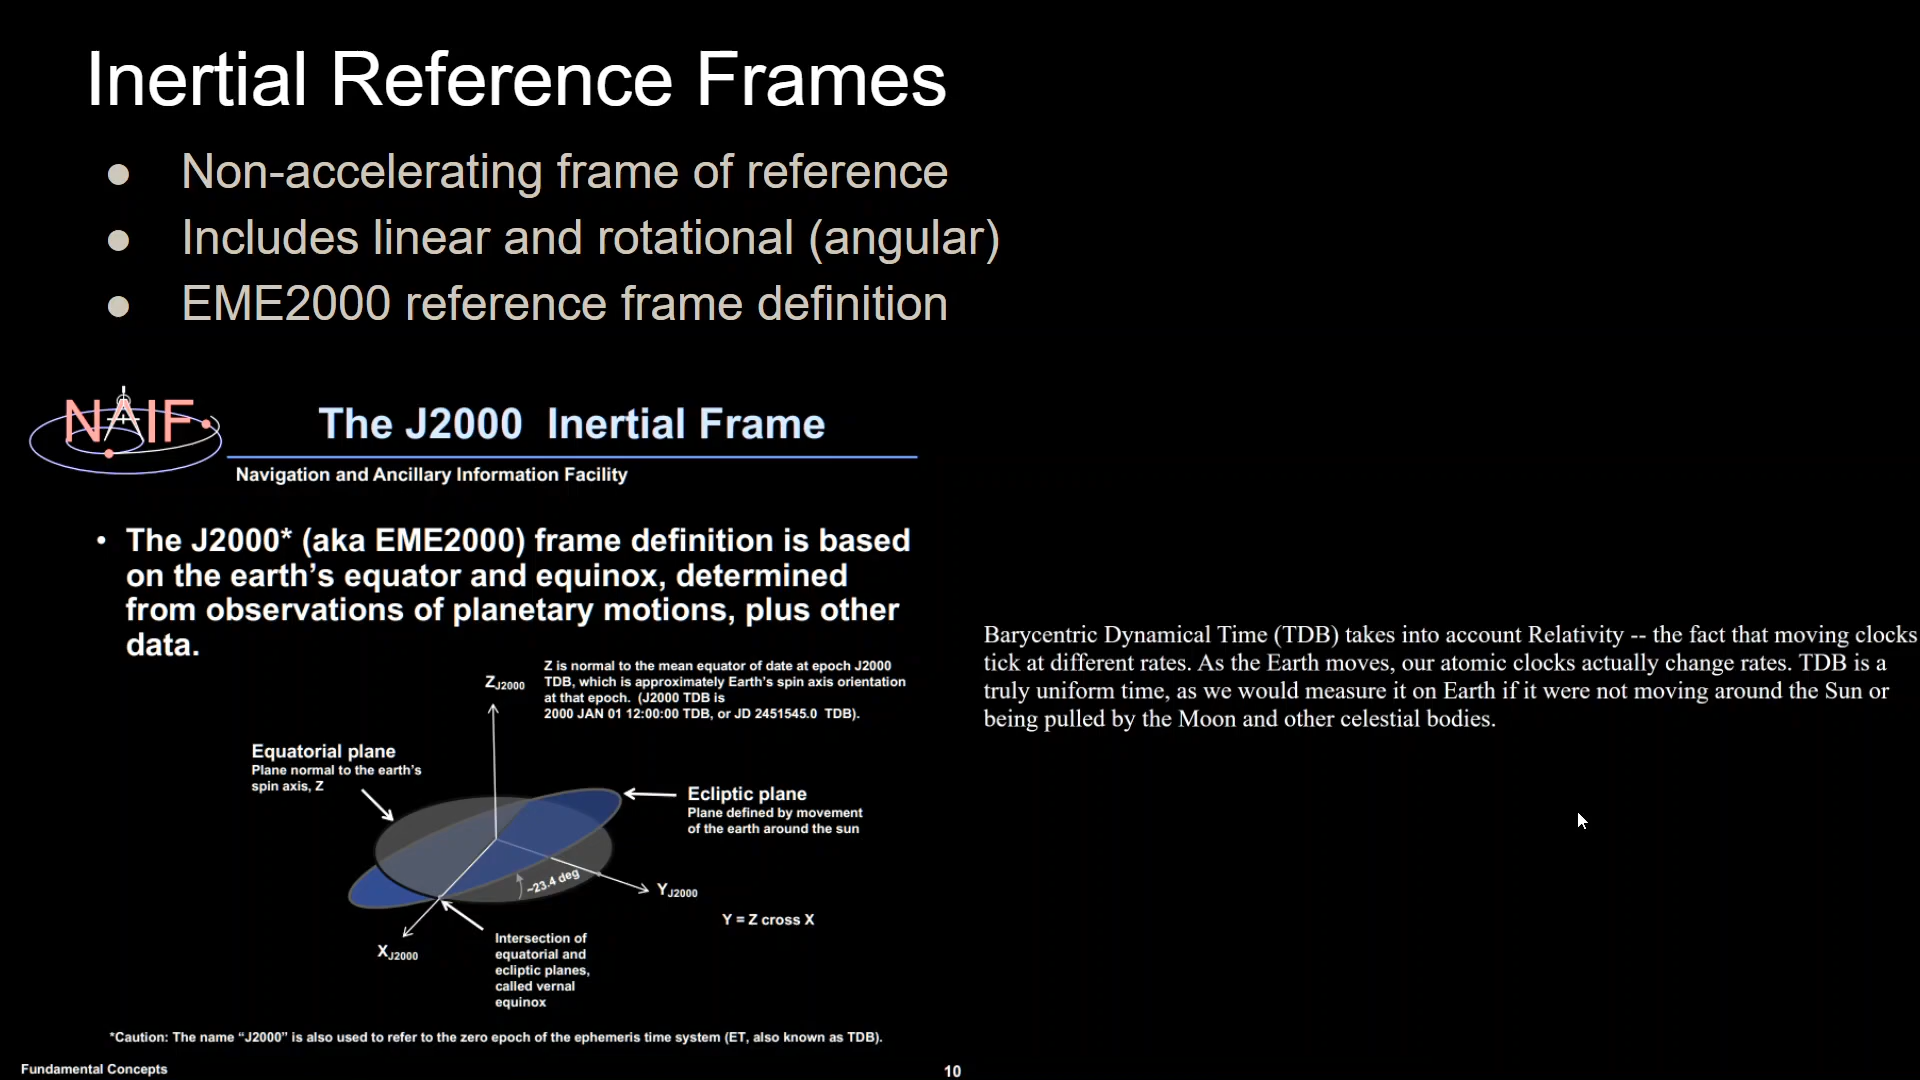 Inertial Reference Frames
● Non-accelerating frame of reference
● Includes linear and rotational (angular)
● EME2000 reference frame definition
NAIF
The J2000 Inertial Frame
Navigation and Ancillary Information Facility
• The J2000* (aka EME2000) frame definition is based
on the earth’s equator and equinox, determined
from observations of planetary motions, plus other
data.
Z is normal to the mean equator of date at epoch J2000
TDB, which is approximately Earth’s spin axis orientation
at that epoch. (J2000 TDB is
2000 JAN 01 12:00:00 TDB, or JD 2451545.0 TDB).
ZJ2000
Equatorial plane
Plane normal to the earth’s
spin axis, Z
Ecliptic plane
Plane defined by movement
of the earth around the sun
~23.4 deg
YJ2000
Y = Z cross X
XJ2000
Intersection of
equatorial and
ecliptic planes,
called vernal
equinox
*Caution: The name “J2000” is also used to refer to the zero epoch of the ephemeris time system (ET, also known as TDB).
Fundamental Concepts
10
Barycentric Dynamical Time (TDB) takes into account Relativity -- the fact that moving clocks
tick at different rates. As the Earth moves, our atomic clocks actually change rates. TDB is a
truly uniform time, as we would measure it on Earth if it were not moving around the Sun or
being pulled by the Moon and other celestial bodies.